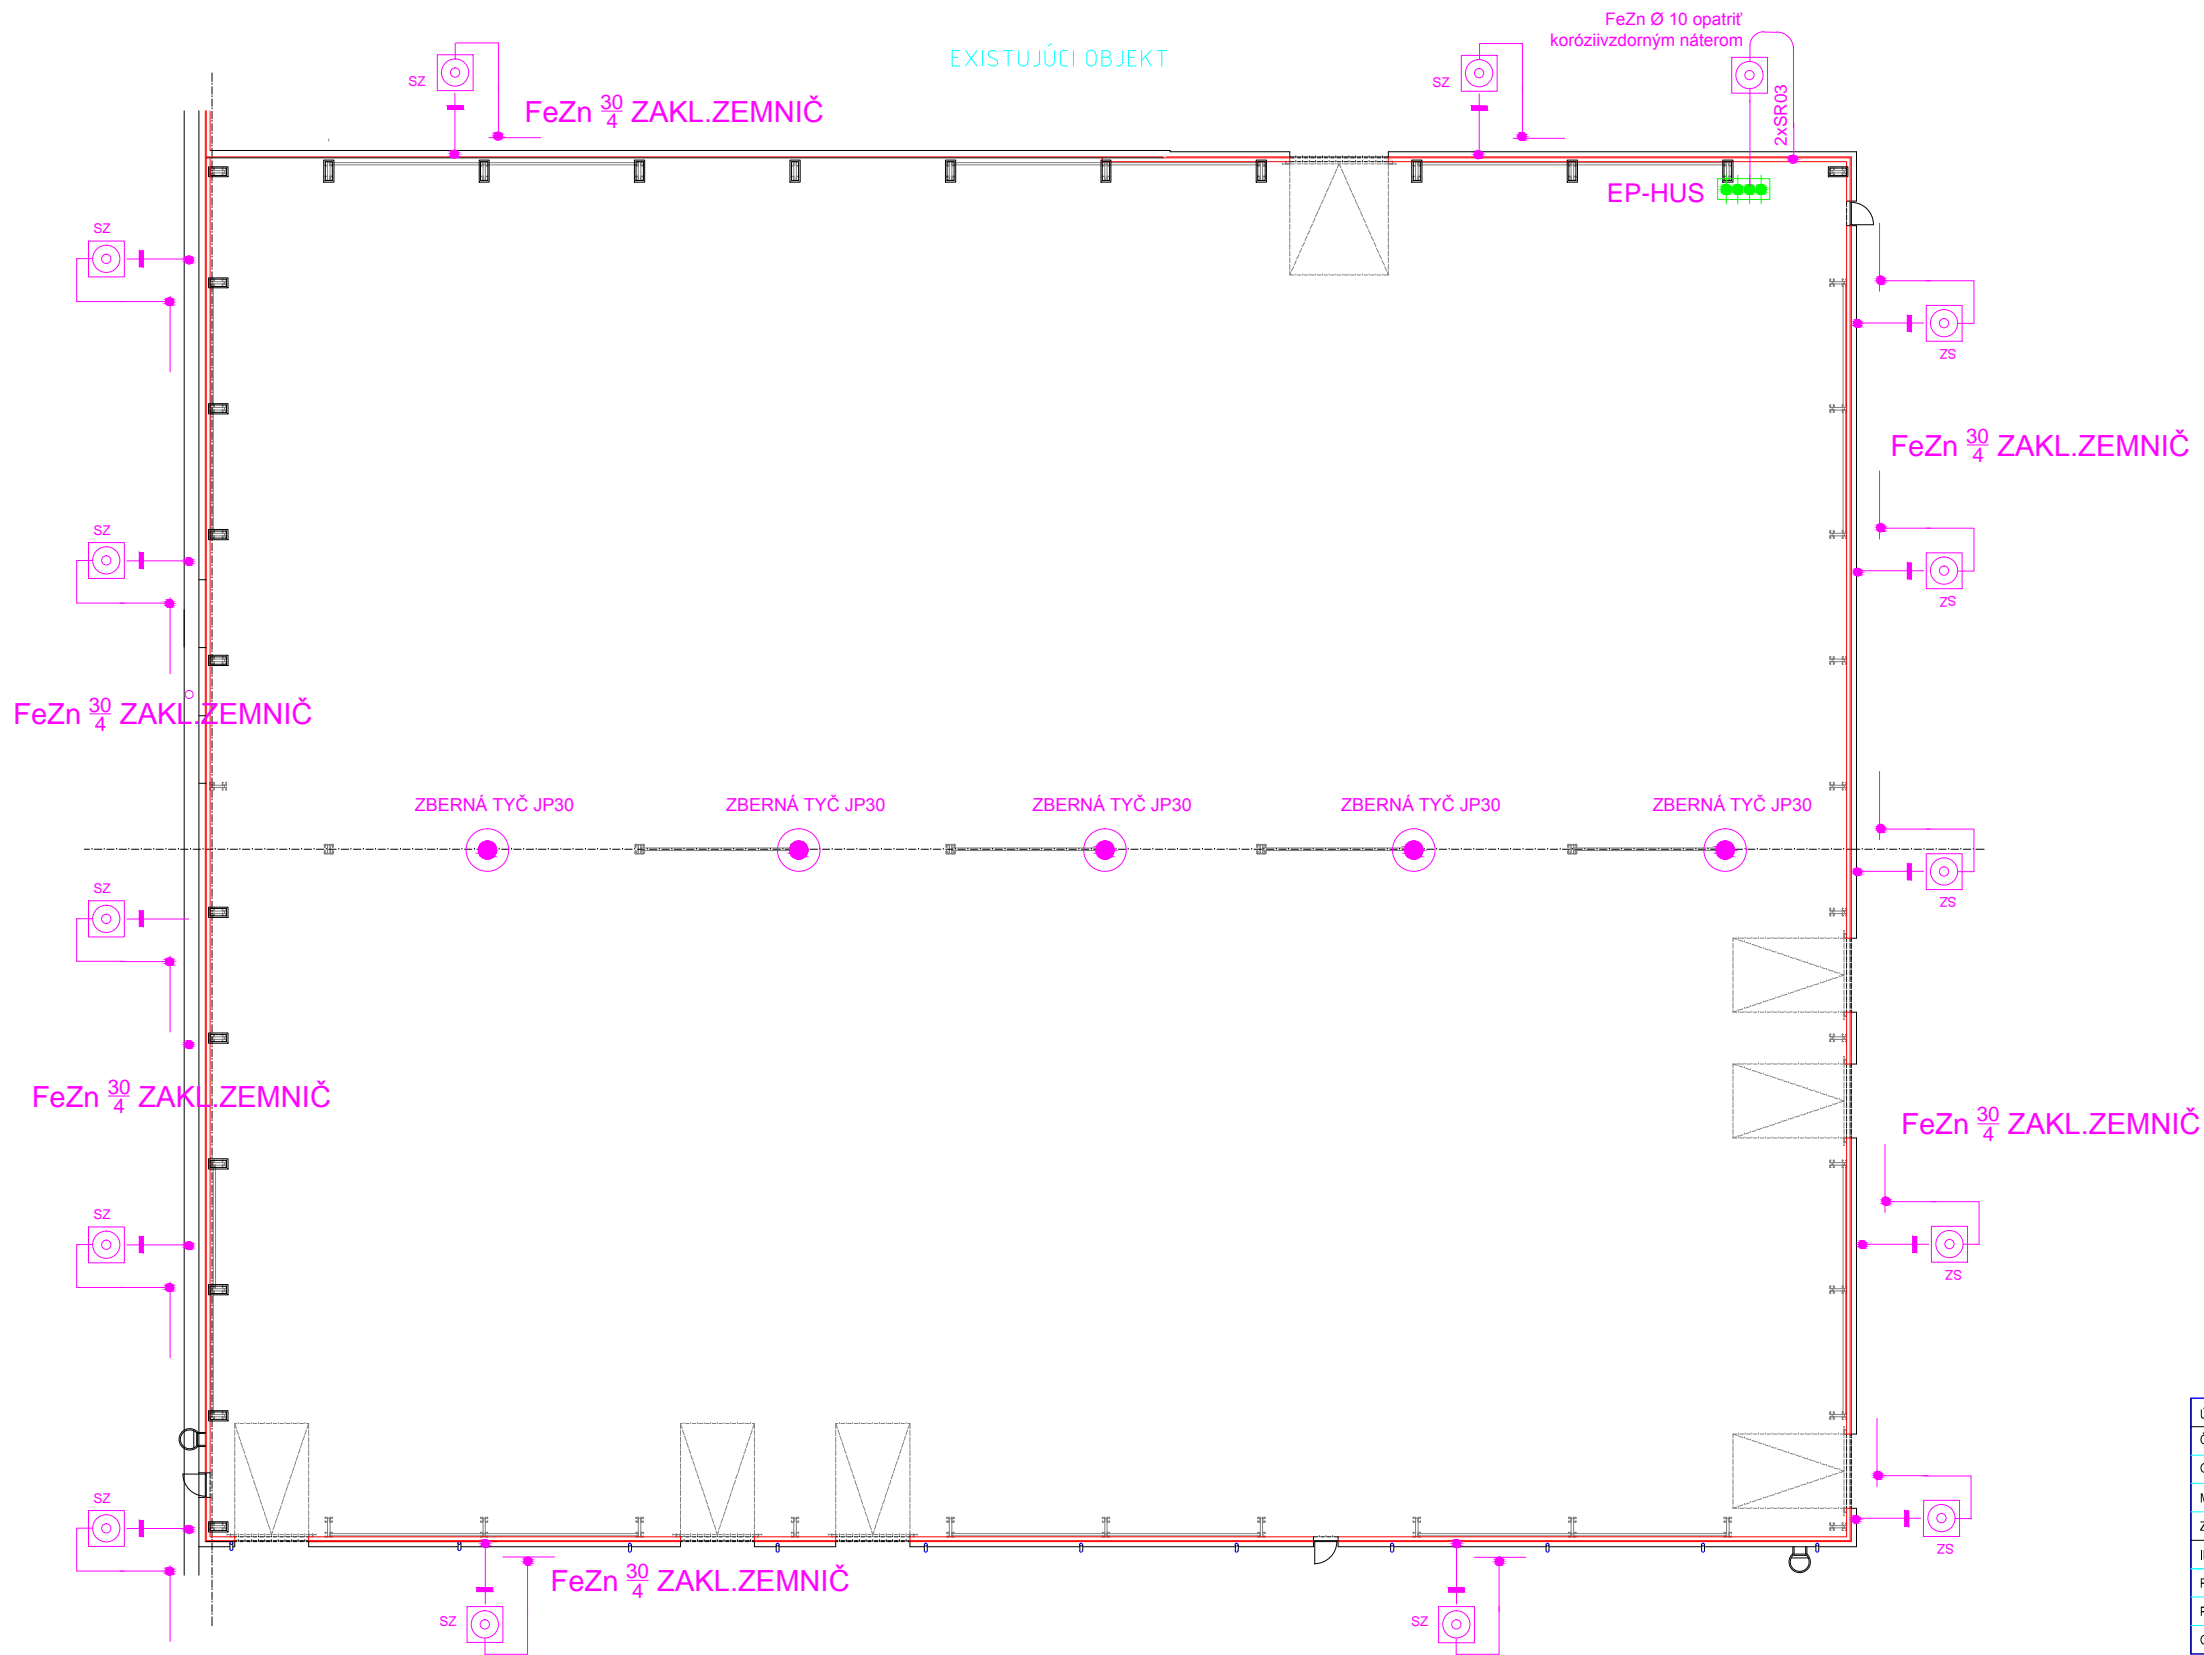 FeZn Ø 10 opatriť
koróziivzdorným náterom
EXISTUJÚCI OBJEKT
SZ
SZ
2xSR03
FeZn 30/4 ZAKL.ZEMNIČ
EP-HUS
SZ
ZS
FeZn 30/4 ZAKL.ZEMNIČ
SZ
ZS
FeZn 30/4 ZAKL.ZEMNIČ
ZBERNÁ TYČ JP30
ZBERNÁ TYČ JP30
ZBERNÁ TYČ JP30
ZBERNÁ TYČ JP30
ZBERNÁ TYČ JP30
SZ
ZS
FeZn 30/4 ZAKL.ZEMNIČ
FeZn 30/4 ZAKL.ZEMNIČ
SZ
ZS
SZ
ZS
FeZn 30/4 ZAKL.ZEMNIČ
SZ
SZ